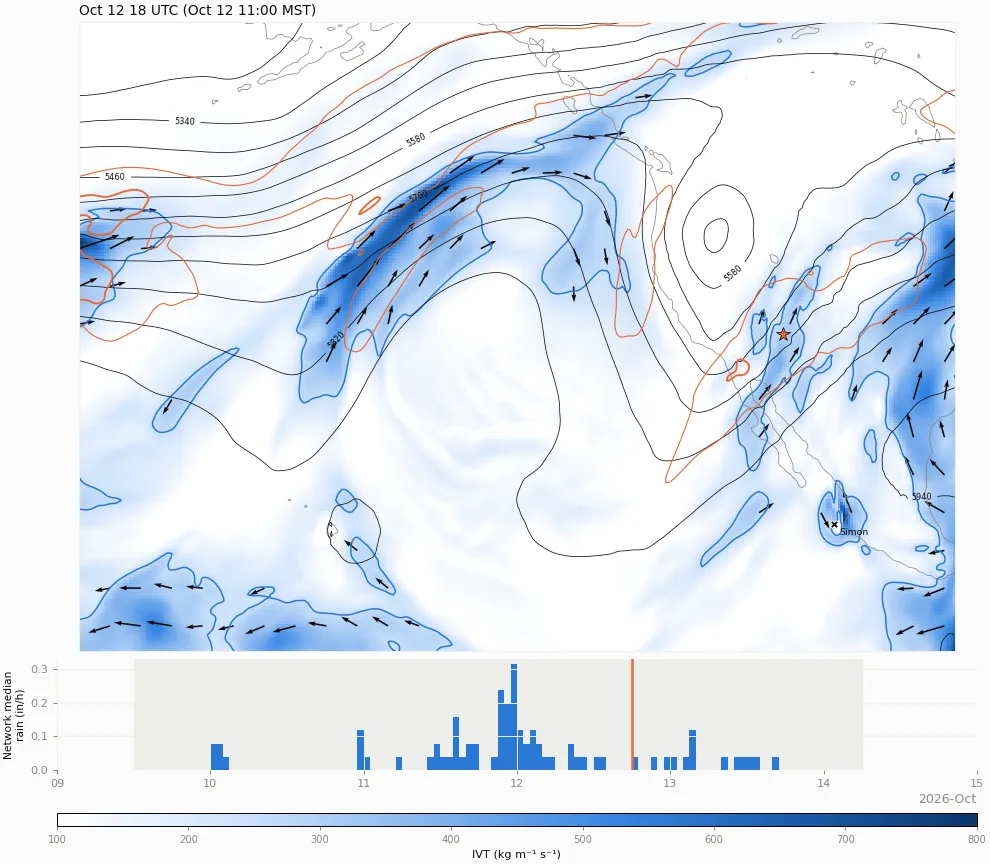 Oct 12 18 UTC (Oct 12 11:00 MST)
5340
5580
5460
5700
5580
5820
5940
Simon
Network median
rain (in/h)
0.3
0.2
0.1
0.0
09 10 11 12 13 14 15
2026-Oct
100 200 300 400 500 600 700 800
IVT (kg m⁻¹ s⁻¹)